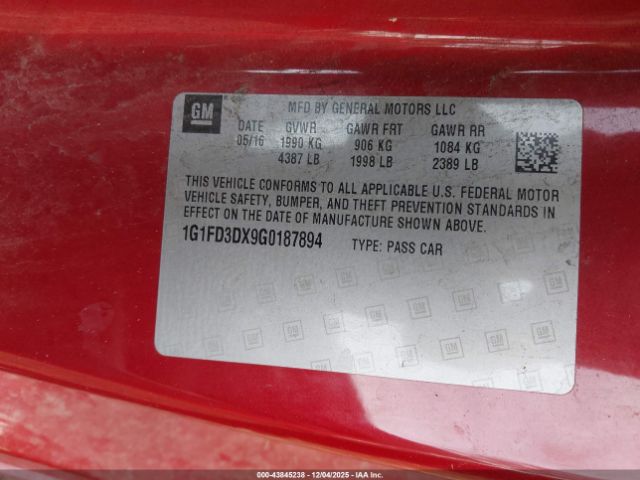 GM MFD BY GENERAL MOTORS LLC
DATE GVWR GAWR FRT GAWR RR
05/16 1990 KG 906 KG 1084 KG
4387 LB 1998 LB 2389 LB
THIS VEHICLE CONFORMS TO ALL APPLICABLE U.S. FEDERAL MOTOR
VEHICLE SAFETY, BUMPER, AND THEFT PREVENTION STANDARDS IN
EFFECT ON THE DATE OF MANUFACTURE SHOWN ABOVE.
1G1FD3DX9G0187894 TYPE: PASS CAR
00-43845238 - 12/04/2025 - IAAI.CA